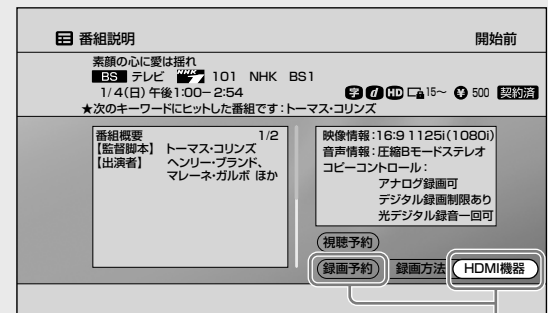 番組説明 開始前
素顔の心に愛は揺れ
BS テレビ NHK 101 NHK BS1
1/4(日) 午後1:00−2:54 字 d HD 15〜 ¥ 500 契約済
★次のキーワードにヒットした番組です：トーマス・コリンズ
番組概要 1/2
【監督脚本】 トーマス・コリンズ
【出演者】 ヘンリー・ブランド、
マレーネ・ガルボ ほか
映像情報：16:9 1125i(1080i)
音声情報：圧縮Bモードステレオ
コピーコントロール：
アナログ録画可
デジタル録画制限あり
光デジタル録音一回可
視聴予約
録画予約 録画方法 HDMI機器